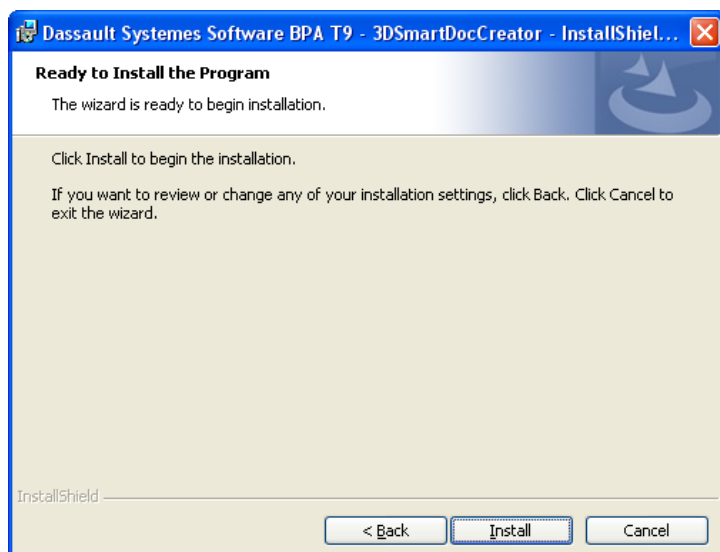 Dassault Systemes Software BPA T9 - 3DSmartDocCreator - InstallShiel...
Ready to Install the Program
The wizard is ready to begin installation.
Click Install to begin the installation.
If you want to review or change any of your installation settings, click Back. Click Cancel to
exit the wizard.
InstallShield
< Back
Install
Cancel